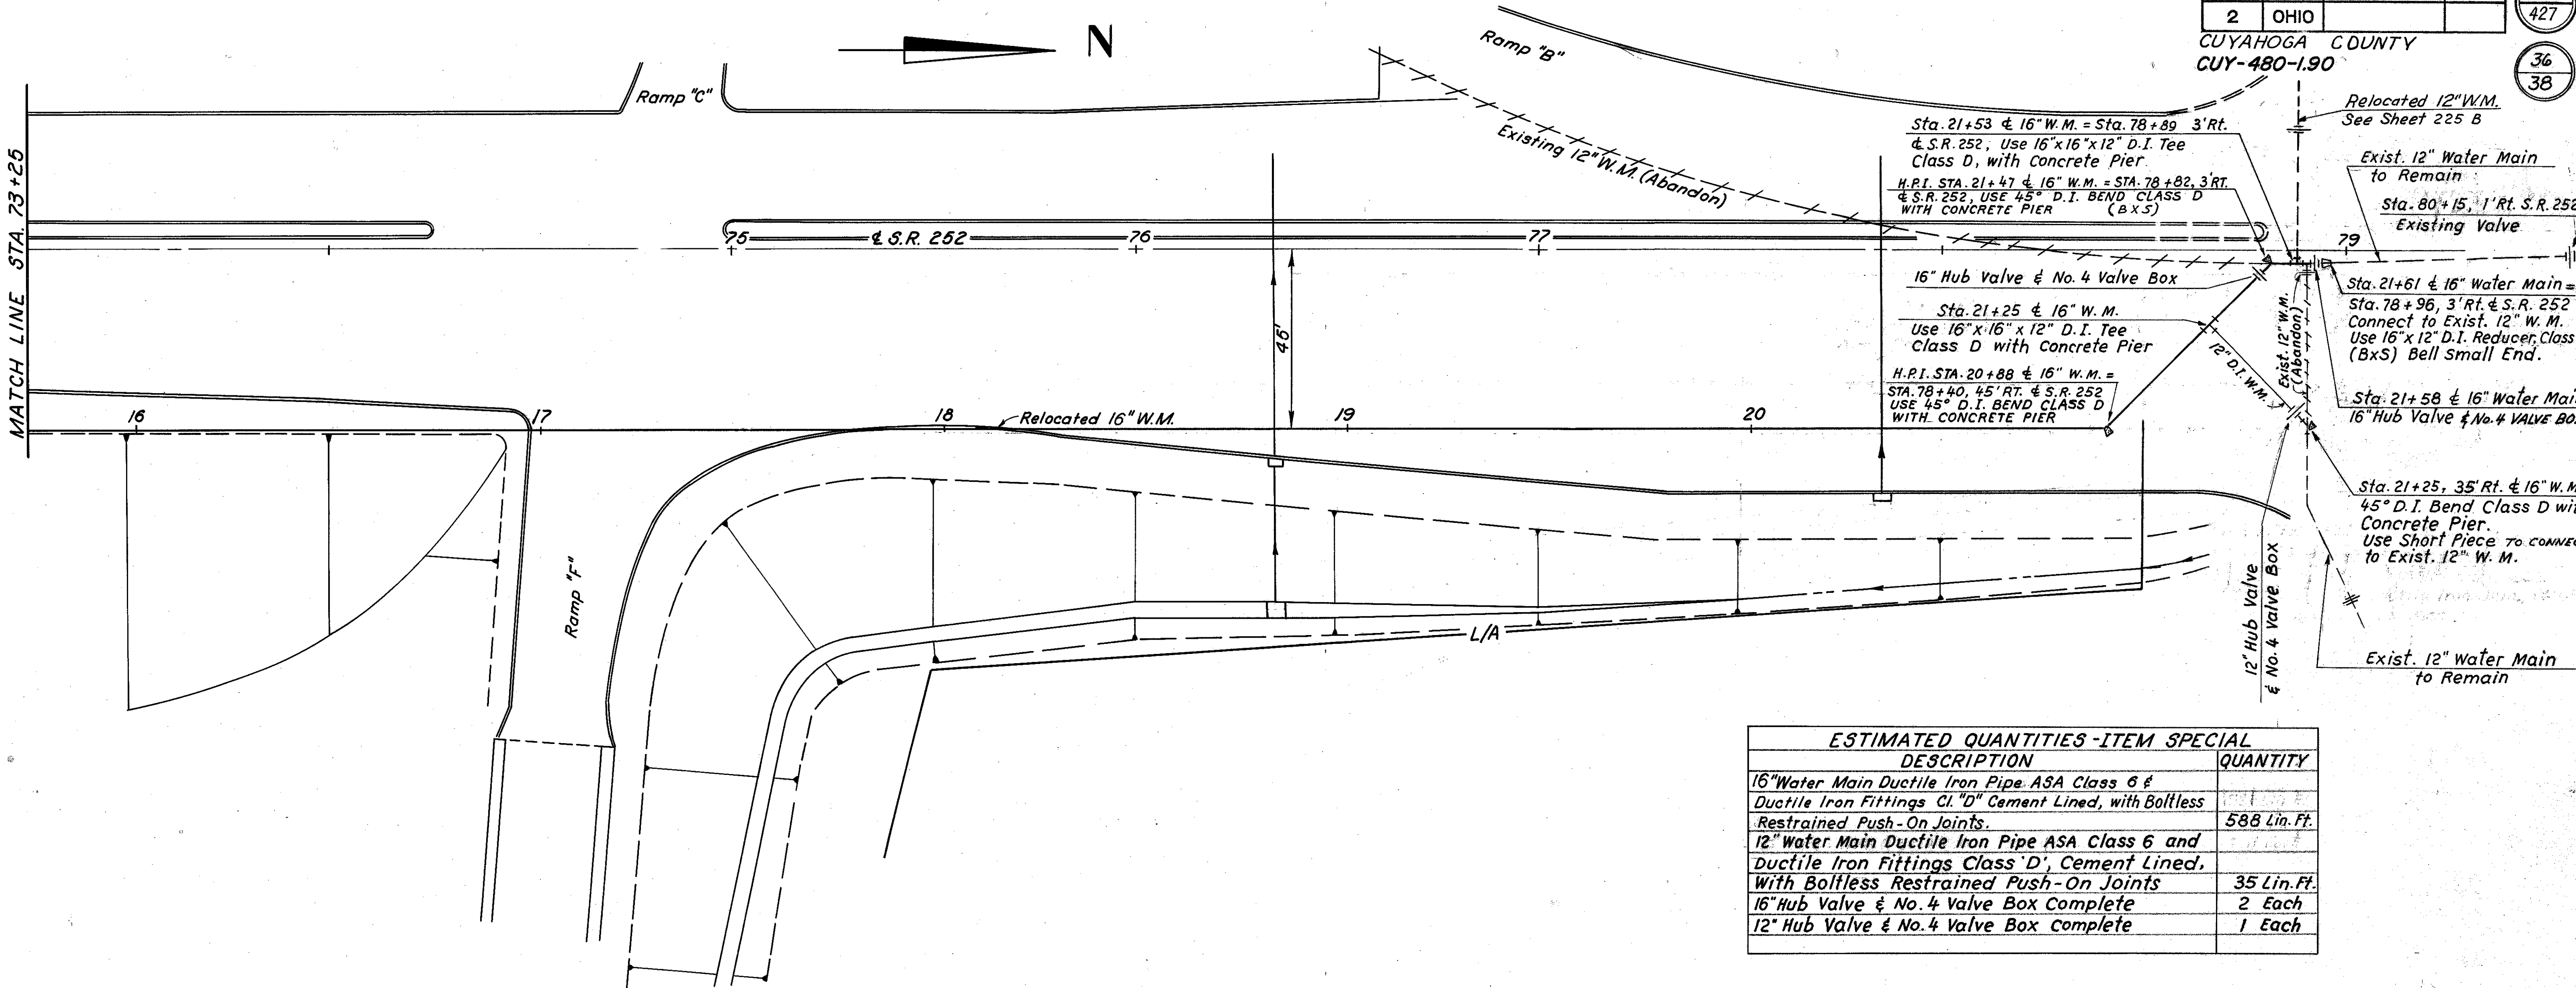 2 OHIO
427
CUYAHOGA COUNTY
CUY-480-1.90
36
38
N
Ramp "B"
Ramp "C"
Relocated 12" W.M.
See Sheet 225 B
Existing 12" W.M. (Abandon)
Sta. 21+53 ℄ 16" W.M. = Sta. 78+89 3' Rt.
℄ S.R. 252, Use 16"x16"x12" D.I. Tee
Class D, with Concrete Pier
H.P.I. STA. 21+47 ℄ 16" W.M. = STA. 78+82, 3' RT.
℄ S.R. 252, USE 45° D.I. BEND CLASS D
WITH CONCRETE PIER (BXS)
Exist. 12" Water Main
to Remain
Sta. 80+15, 1' Rt. S.R. 252
Existing Valve
MATCH LINE STA. 73+25
75 ℄ S.R. 252 76 77 79
46'
16" Hub Valve & No. 4 Valve Box
Sta. 21+25 ℄ 16" W.M.
Use 16" x 16" x 12" D.I. Tee
Class D with Concrete Pier
H.P.I. STA. 20+88 ℄ 16" W.M. =
STA. 78+40, 45' RT. ℄ S.R. 252
USE 45° D.I. BEND CLASS D
WITH CONCRETE PIER
12" D.I. W.M.
Exist. 12" W.M.
(Abandon)
Sta. 21+61 ℄ 16" Water Main =
Sta. 78+96, 3' Rt. ℄ S.R. 252
Connect to Exist. 12" W.M.
Use 16" x 12" D.I. Reducer, Class
(BxS) Bell Small End.
Sta. 21+58 ℄ 16" Water
16" Hub Valve & No. 4 VALVE
16 17 18 19 20
Relocated 16" W.M.
Sta. 21+25, 35' Rt. ℄ 16"
45° D.I. Bend Class D
Concrete Pier.
Use Short Piece TO
to Exist. 12" W.M.
Ramp "F"
12" Hub Valve
& No. 4 Valve Box
L/A
Exist. 12" Water Main
to Remain
ESTIMATED QUANTITIES - ITEM SPECIAL
DESCRIPTION QUANTITY
16" Water Main Ductile Iron Pipe ASA Class 6 &
Ductile Iron Fittings Cl. "D" Cement Lined, with Boltless
Restrained Push-On Joints. 588 Lin. Ft.
12" Water Main Ductile Iron Pipe ASA Class 6 and
Ductile Iron Fittings Class 'D', Cement Lined,
With Boltless Restrained Push-On Joints 35 Lin. Ft.
16" Hub Valve & No. 4 Valve Box Complete 2 Each
12" Hub Valve & No. 4 Valve Box Complete 1 Each